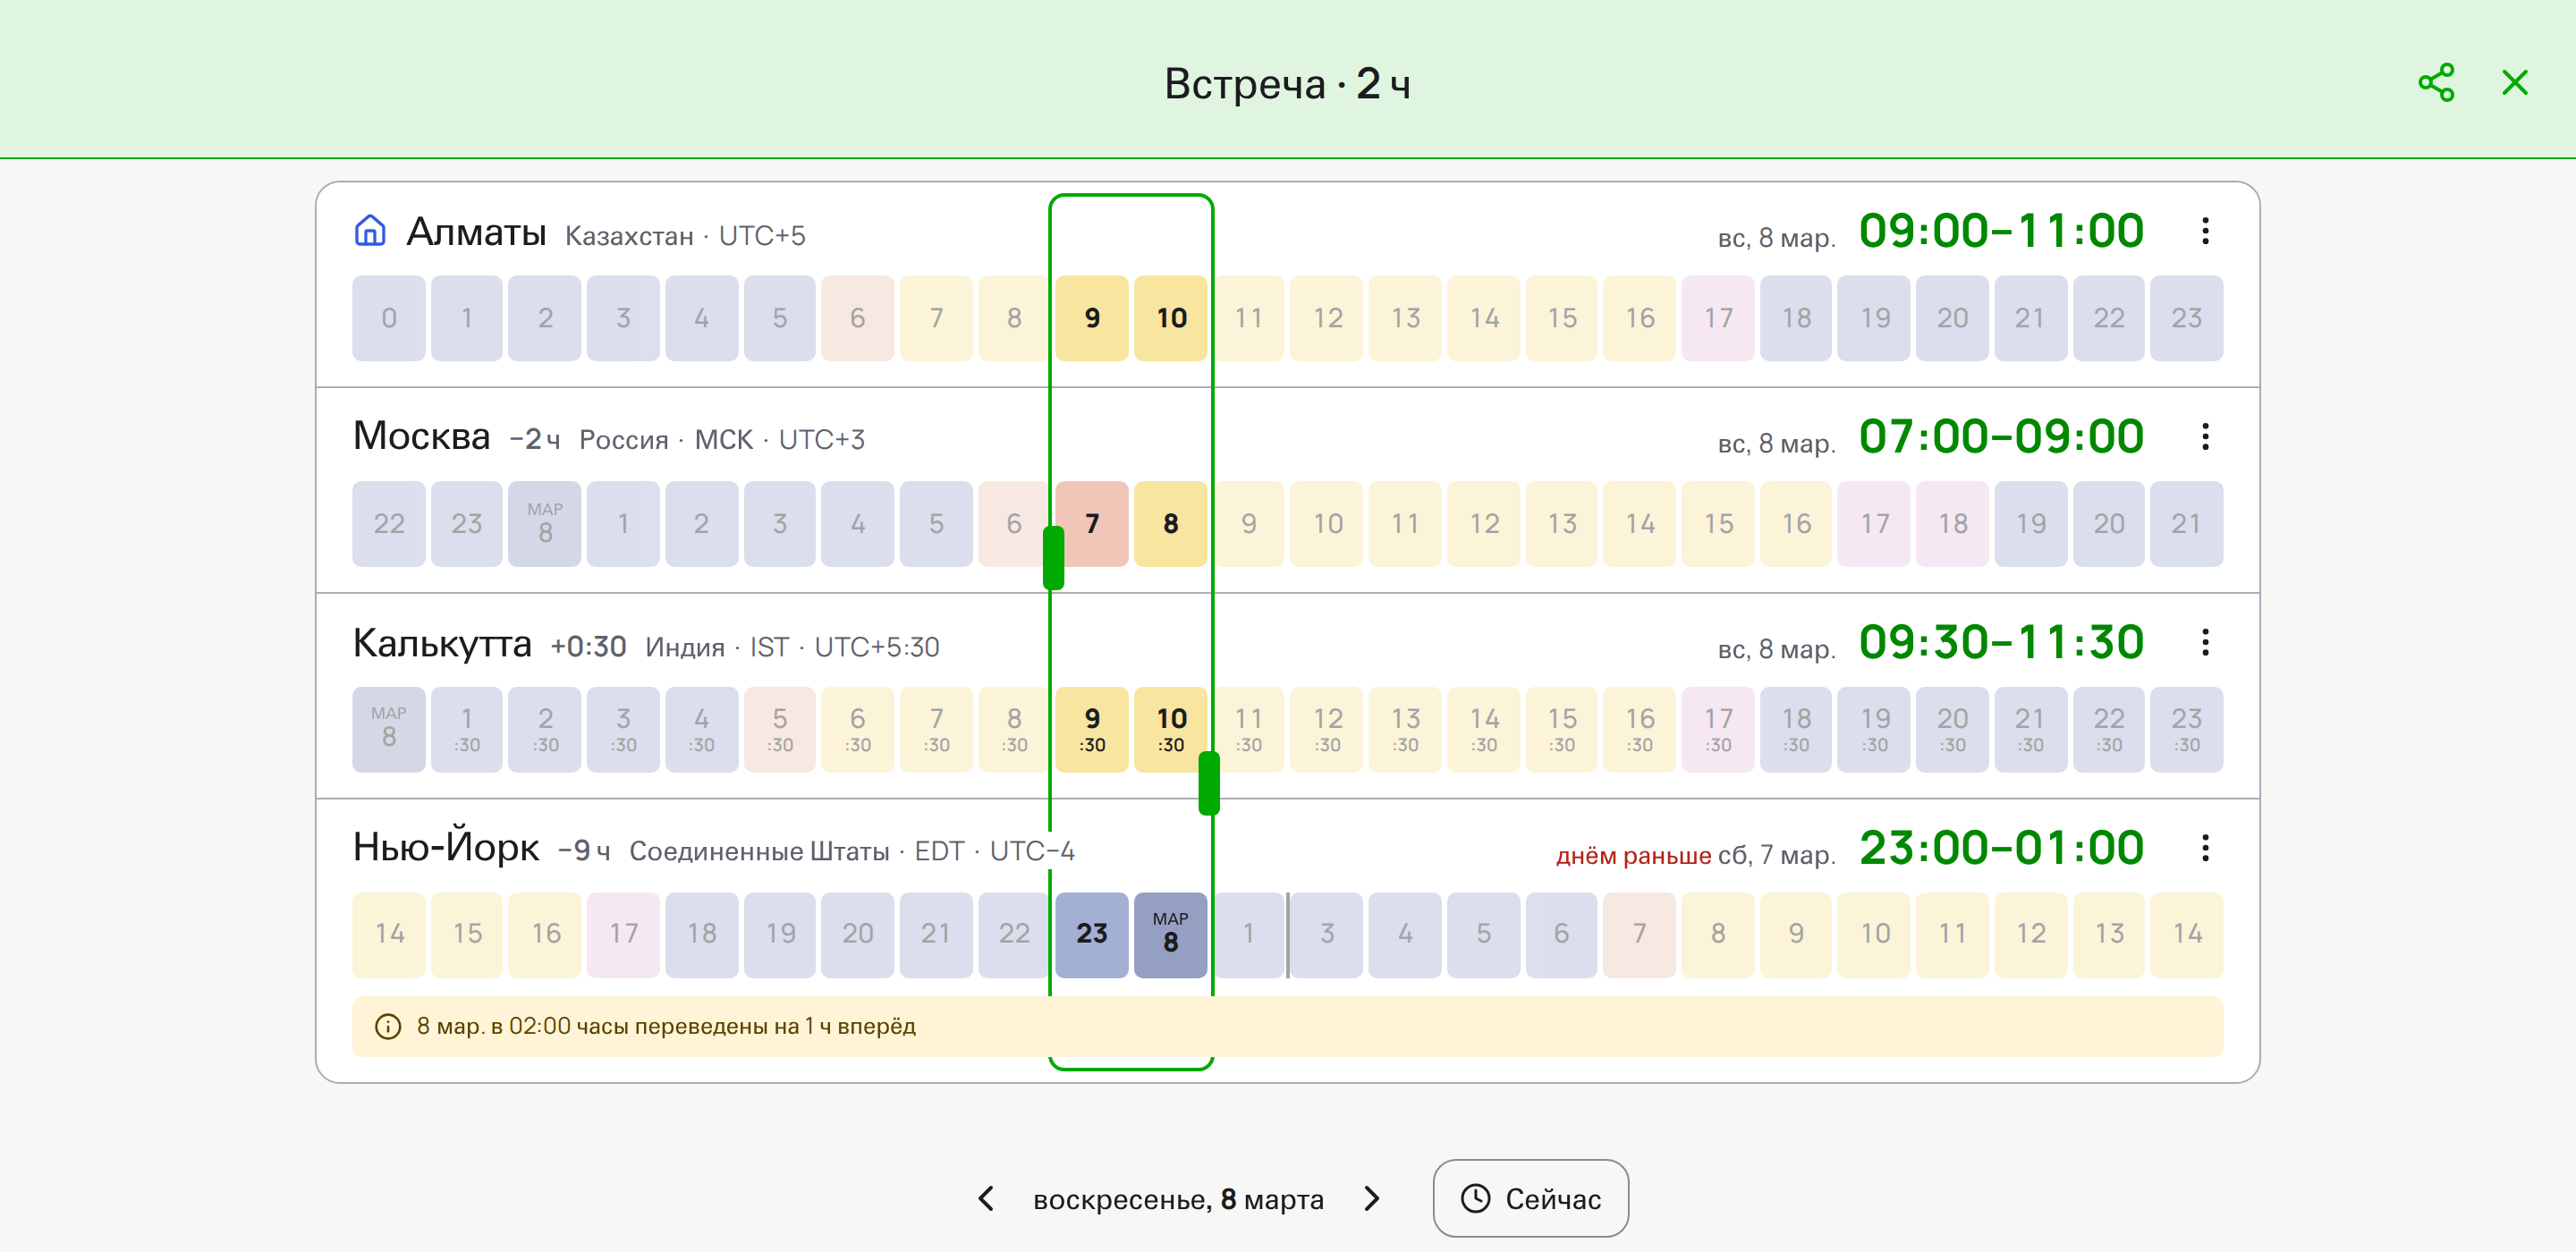 Встреча · 2 ч
Алматы Казахстан · UTC+5 вс, 8 мар. 09:00–11:00
0 1 2 3 4 5 6 7 8 9 10 11 12 13 14 15 16 17 18 19 20 21 22 23
Москва −2 ч Россия · МСК · UTC+3 вс, 8 мар. 07:00–09:00
22 23 МАР 8 1 2 3 4 5 6 7 8 9 10 11 12 13 14 15 16 17 18 19 20 21
Калькутта +0:30 Индия · IST · UTC+5:30 вс, 8 мар. 09:30–11:30
МАР 8 1:30 2:30 3:30 4:30 5:30 6:30 7:30 8:30 9:30 10:30 11:30 12:30 13:30 14:30 15:30 16:30 17:30 18:30 19:30 20:30 21:30 22:30 23:30
Нью-Йорк −9 ч Соединенные Штаты · EDT · UTC−4 днём раньше сб, 7 мар. 23:00–01:00
14 15 16 17 18 19 20 21 22 23 МАР 8 1 3 4 5 6 7 8 9 10 11 12 13 14
8 мар. в 02:00 часы переведены на 1 ч вперёд
воскресенье, 8 марта Сейчас